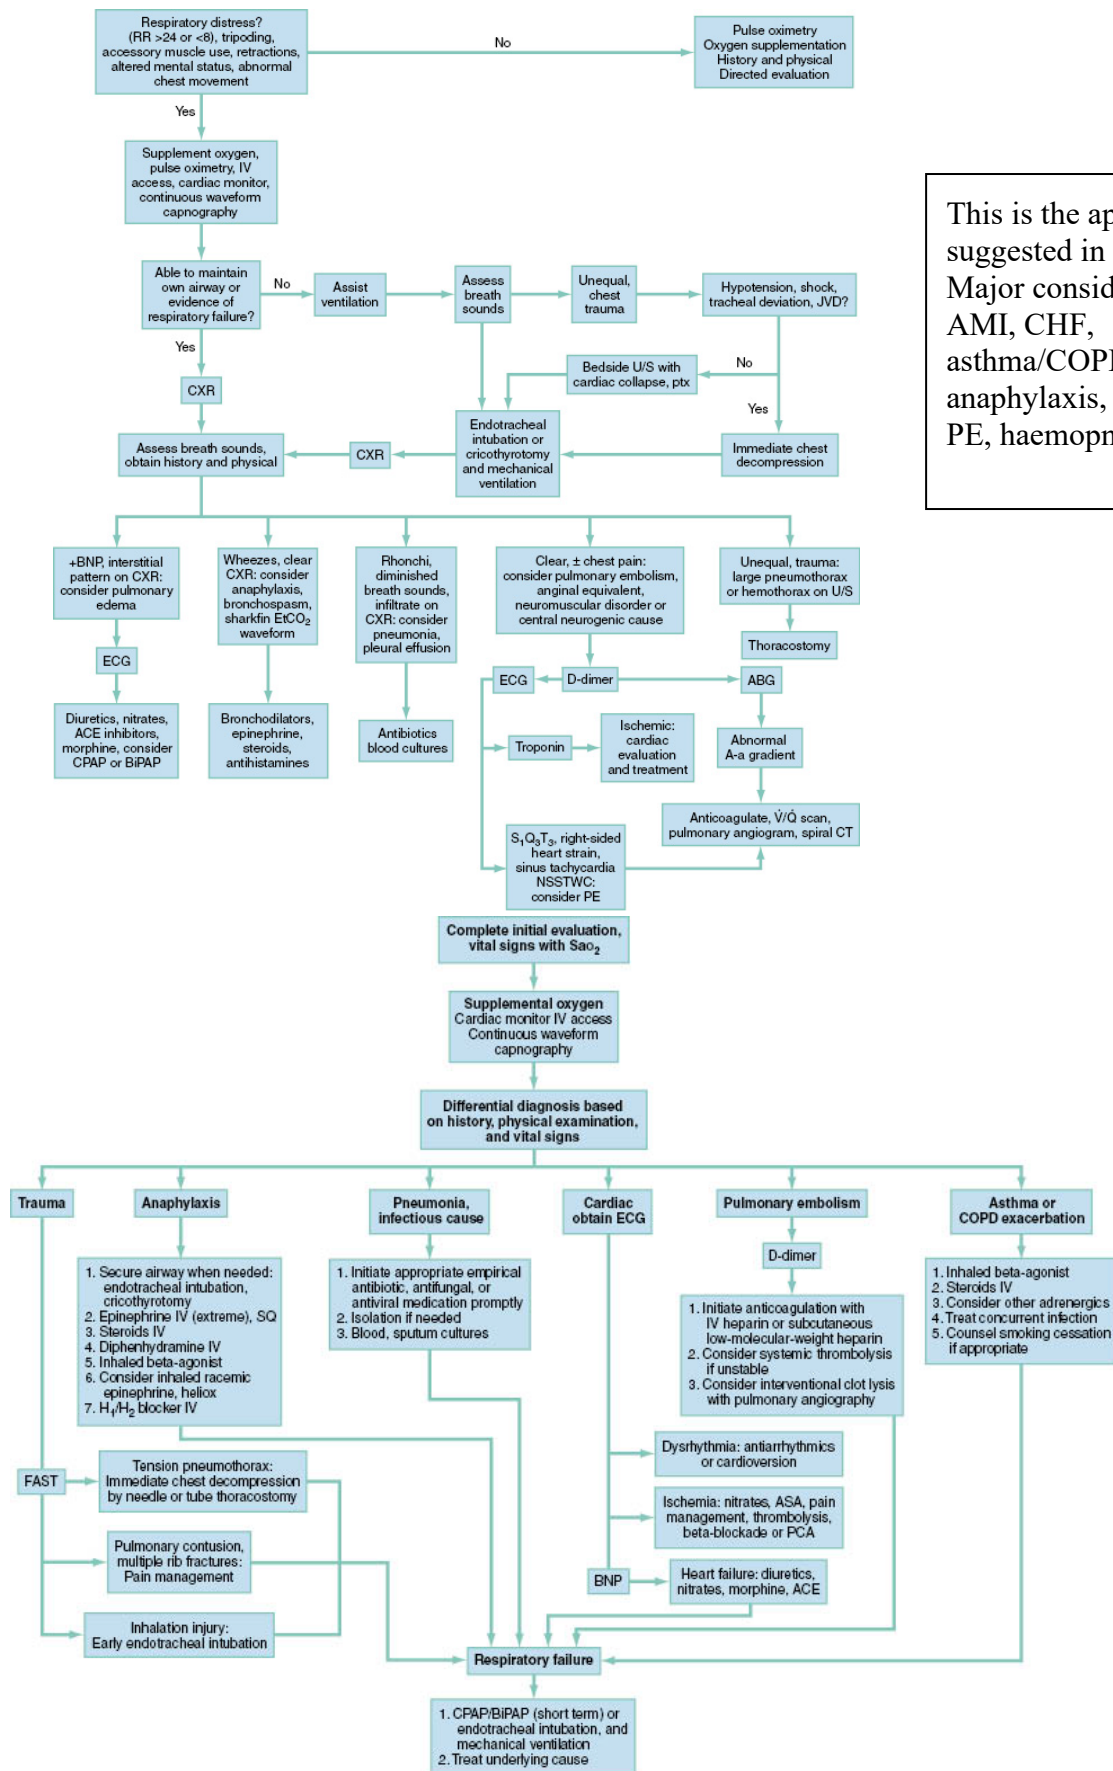 Respiratory distress?
(RR >24 or <8), tripoding,
accessory muscle use, retractions,
altered mental status, abnormal
chest movement
No
Pulse oximetry
Oxygen supplementation
History and physical
Directed evaluation
Yes
Supplement oxygen,
pulse oximetry, IV
access, cardiac monitor,
continuous waveform
capnography
This is the ap
suggested in
Major consid
AMI, CHF,
asthma/COPD
anaphylaxis,
PE, haemopn
Able to maintain
own airway or
evidence of
respiratory failure?
No
Assist
ventilation
Assess
breath
sounds
Unequal,
chest
trauma
Hypotension, shock,
tracheal deviation, JVD?
Yes
CXR
Bedside U/S with
cardiac collapse, ptx
No
Yes
Assess breath sounds,
obtain history and physical
CXR
Endotracheal
intubation or
cricothyrotomy
and mechanical
ventilation
Immediate chest
decompression
+BNP, interstitial
pattern on CXR:
consider pulmonary
edema
Wheezes, clear
CXR: consider
anaphylaxis,
bronchospasm,
sharkfin EtCO₂
waveform
Rhonchi,
diminished
breath sounds,
infiltrate on
CXR: consider
pneumonia,
pleural effusion
Clear, ± chest pain:
consider pulmonary embolism,
anginal equivalent,
neuromuscular disorder or
central neurogenic cause
Unequal, trauma:
large pneumothorax
or hemothorax on U/S
Thoracostomy
ECG
ECG
D-dimer
ABG
Diuretics, nitrates,
ACE inhibitors,
morphine, consider
CPAP or BiPAP
Bronchodilators,
epinephrine,
steroids,
antihistamines
Antibiotics
blood cultures
Troponin
Ischemic:
cardiac
evaluation
and treatment
Abnormal
A-a gradient
Anticoagulate, V̇/Q̇ scan,
pulmonary angiogram, spiral CT
S₁Q₃T₃, right-sided
heart strain,
sinus tachycardia
NSSTWC:
consider PE
Complete initial evaluation,
vital signs with Sao₂
Supplemental oxygen
Cardiac monitor IV access
Continuous waveform
capnography
Differential diagnosis based
on history, physical examination,
and vital signs
Trauma
Anaphylaxis
Pneumonia,
infectious cause
Cardiac
obtain ECG
Pulmonary embolism
Asthma or
COPD exacerbation
D-dimer
1. Secure airway when needed:
endotracheal intubation,
cricothyrotomy
2. Epinephrine IV (extreme), SQ
3. Steroids IV
4. Diphenhydramine IV
5. Inhaled beta-agonist
6. Consider inhaled racemic
epinephrine, heliox
7. H₁/H₂ blocker IV
1. Initiate appropriate empirical
antibiotic, antifungal, or
antiviral medication promptly
2. Isolation if needed
3. Blood, sputum cultures
1. Initiate anticoagulation with
IV heparin or subcutaneous
low-molecular-weight heparin
2. Consider systemic thrombolysis
if unstable
3. Consider interventional clot lysis
with pulmonary angiography
1. Inhaled beta-agonist
2. Steroids IV
3. Consider other adrenergics
4. Treat concurrent infection
5. Counsel smoking cessation
if appropriate
FAST
Tension pneumothorax:
Immediate chest decompression
by needle or tube thoracostomy
Dysrhythmia: antiarrhythmics
or cardioversion
Ischemia: nitrates, ASA, pain
management, thrombolysis,
beta-blockade or PCA
Pulmonary contusion,
multiple rib fractures:
Pain management
BNP
Heart failure: diuretics,
nitrates, morphine, ACE
Inhalation injury:
Early endotracheal intubation
Respiratory failure
1. CPAP/BiPAP (short term) or
endotracheal intubation, and
mechanical ventilation
2. Treat underlying cause